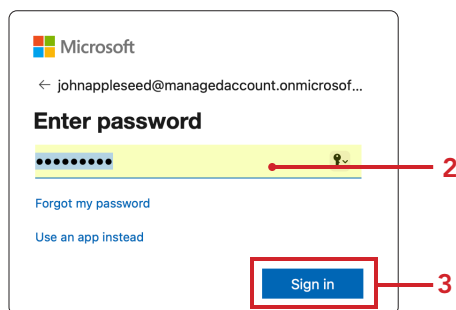 Microsoft
← johnappleseed@managedaccount.onmicrosof...
Enter password
•••••••••
2
Forgot my password
Use an app instead
Sign in
3